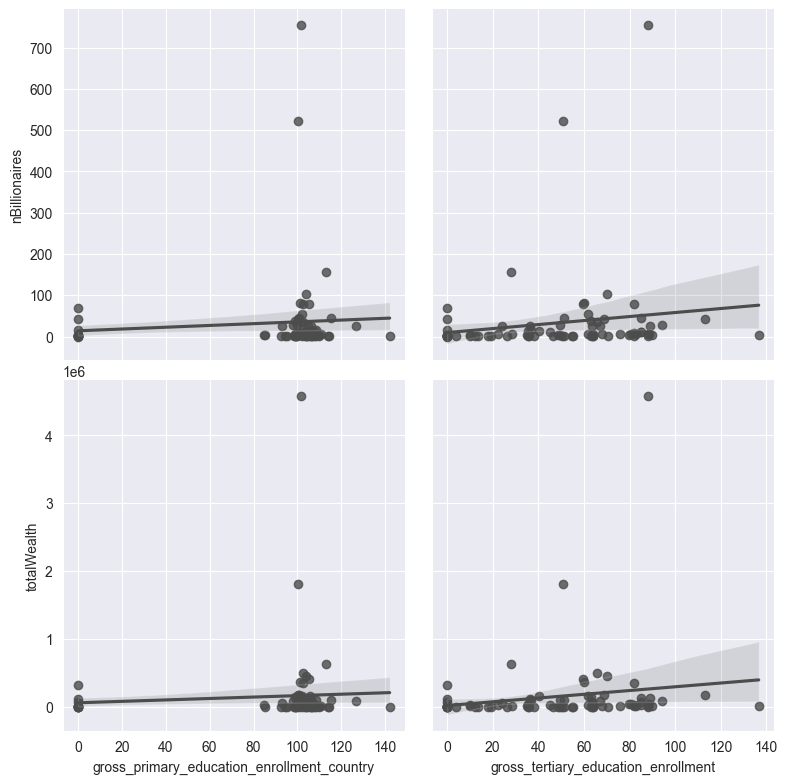 700
600
500
400
300
200
100
0
nBillionaires
1e6
4
3
2
1
0
totalWealth
0 20 40 60 80 100 120 140
0 20 40 60 80 100 120 140
gross_primary_education_enrollment_country
gross_tertiary_education_enrollment